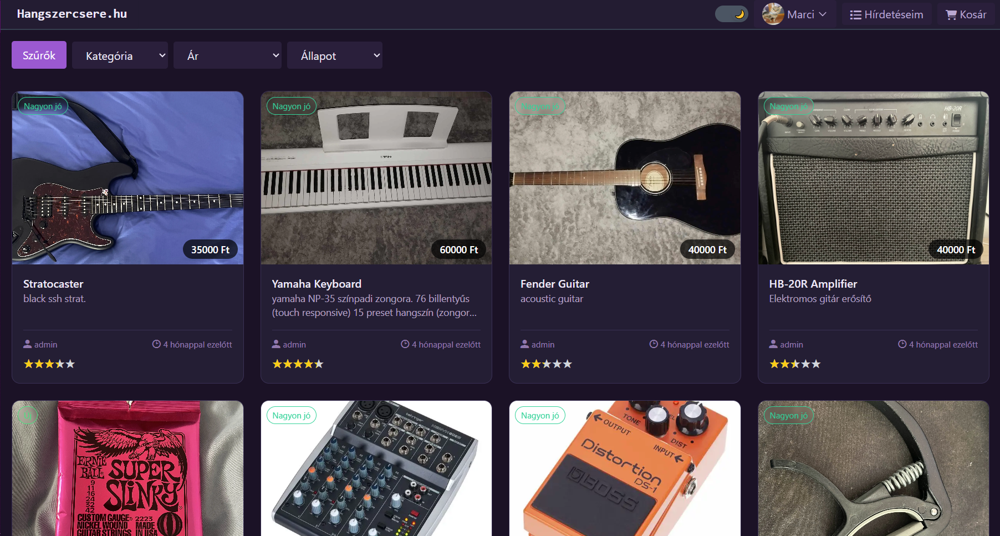 Hangszercsere.hu
Marci
Hírdetéseim
Kosár
Szűrők
Kategória
Ár
Állapot
Nagyon jó
35000 Ft
Stratocaster
black ssh strat.
admin
4 hónappal ezelőtt
Nagyon jó
YAMAHA
60000 Ft
Yamaha Keyboard
yamaha NP-35 színpadi zongora. 76 billentyűs
(touch responsive) 15 preset hangszín (zongor...
admin
4 hónappal ezelőtt
Nagyon jó
40000 Ft
Fender Guitar
acoustic guitar
admin
4 hónappal ezelőtt
Nagyon jó
HB-20R
40000 Ft
HB-20R Amplifier
Elektromos gitár erősítő
admin
4 hónappal ezelőtt
Új
ERNIE
BALL
SUPER
SLINKY
9
11
16
24
32
42
CUSTOM GAUGE 2223
NICKEL WOUND
GUITAR STRINGS
MADE
IN USA
Nagyon jó
behringer
Nagyon jó
TONE
OUTPUT
DIST
INPUT
Distortion
DS-1
BOSS
Nagyon jó